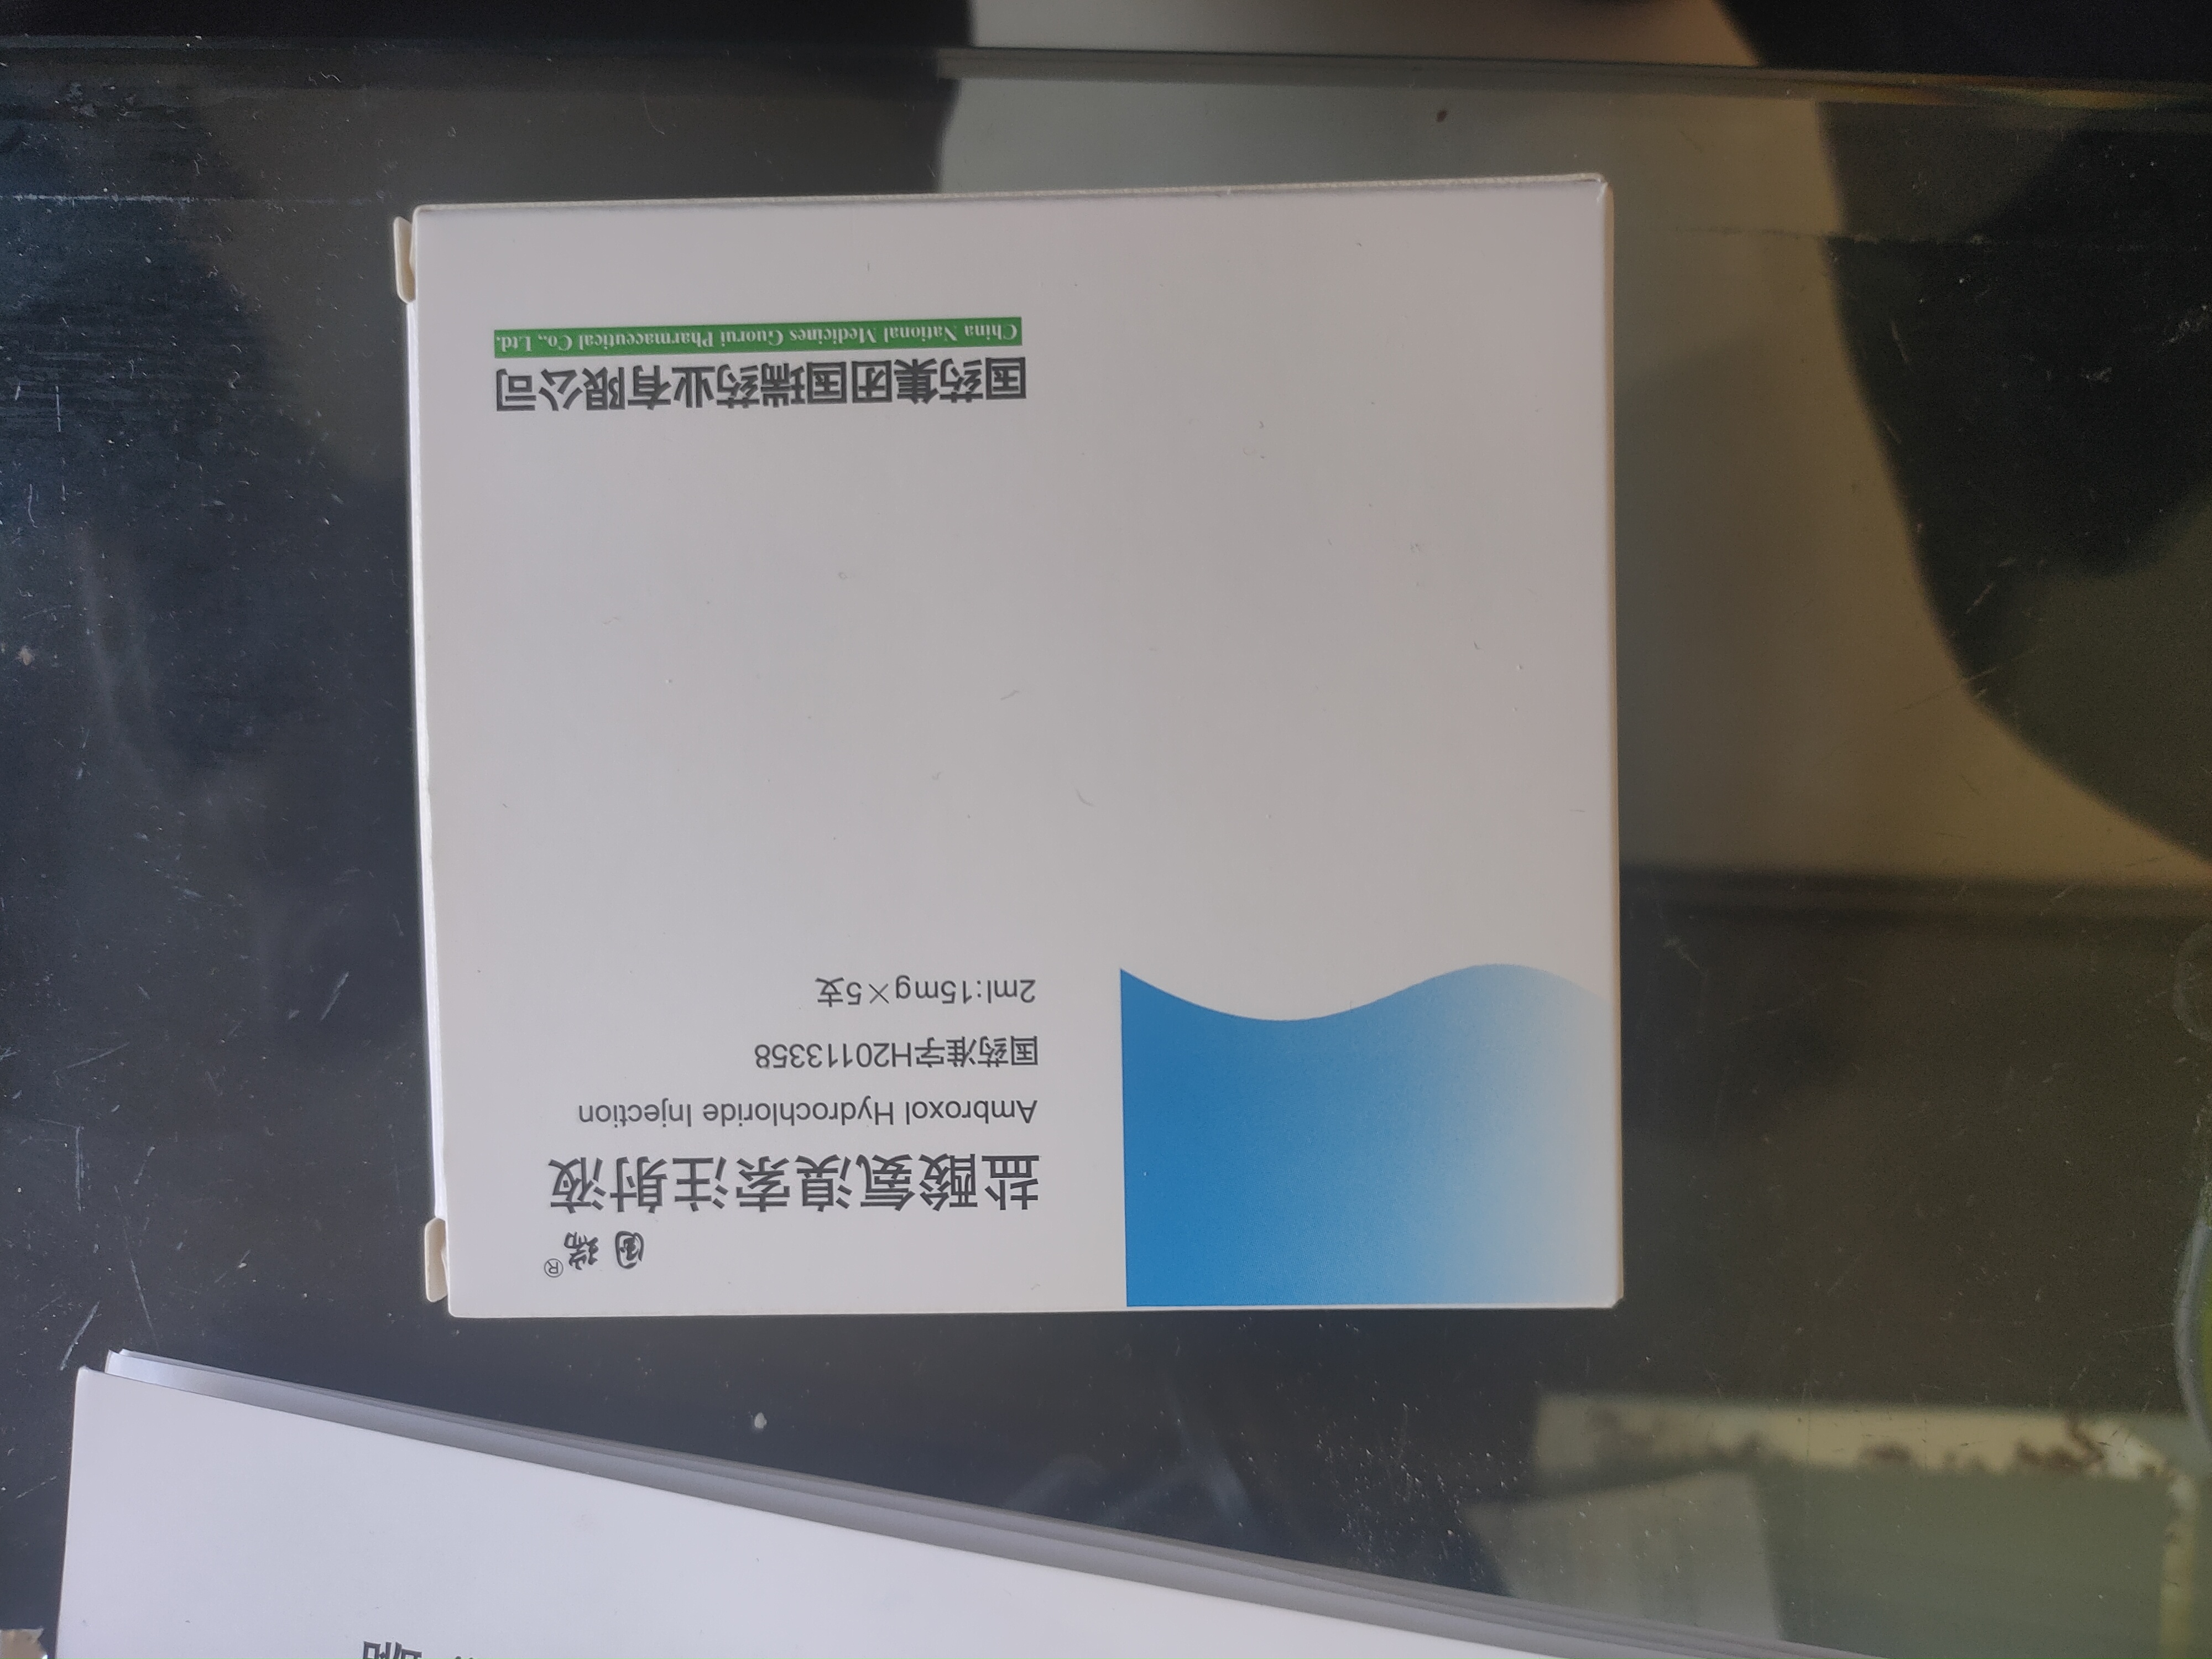 国瑞®
盐酸氨溴索注射液
Ambroxol Hydrochloride Injection
国药准字H20113358
2ml:15mg×5支
国药集团国瑞药业有限公司
China National Medicines Guorui Pharmaceutical Co., Ltd.